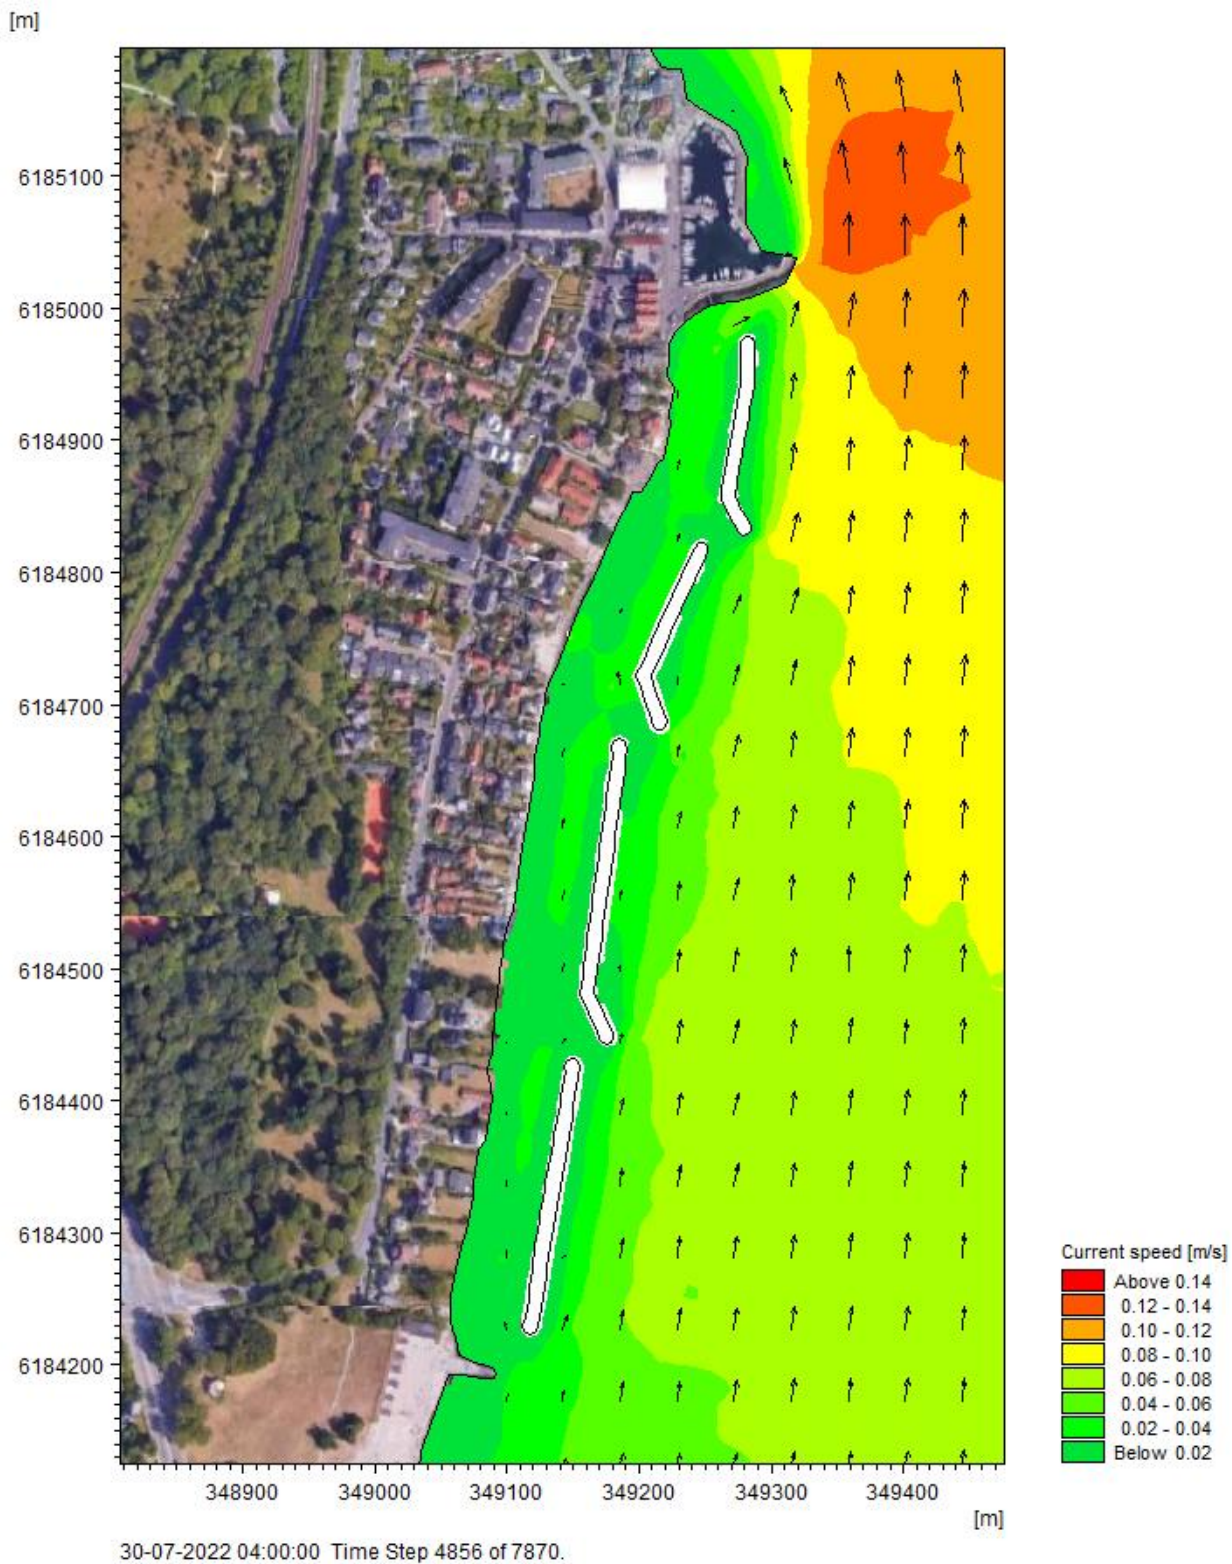 [m]
6185100
6185000
6184900
6184800
6184700
6184600
6184500
6184400
6184300
6184200
348900 349000 349100 349200 349300 349400
[m]
Current speed [m/s]
Above 0.14
0.12 - 0.14
0.10 - 0.12
0.08 - 0.10
0.06 - 0.08
0.04 - 0.06
0.02 - 0.04
Below 0.02
30-07-2022 04:00:00 Time Step 4856 of 7870.